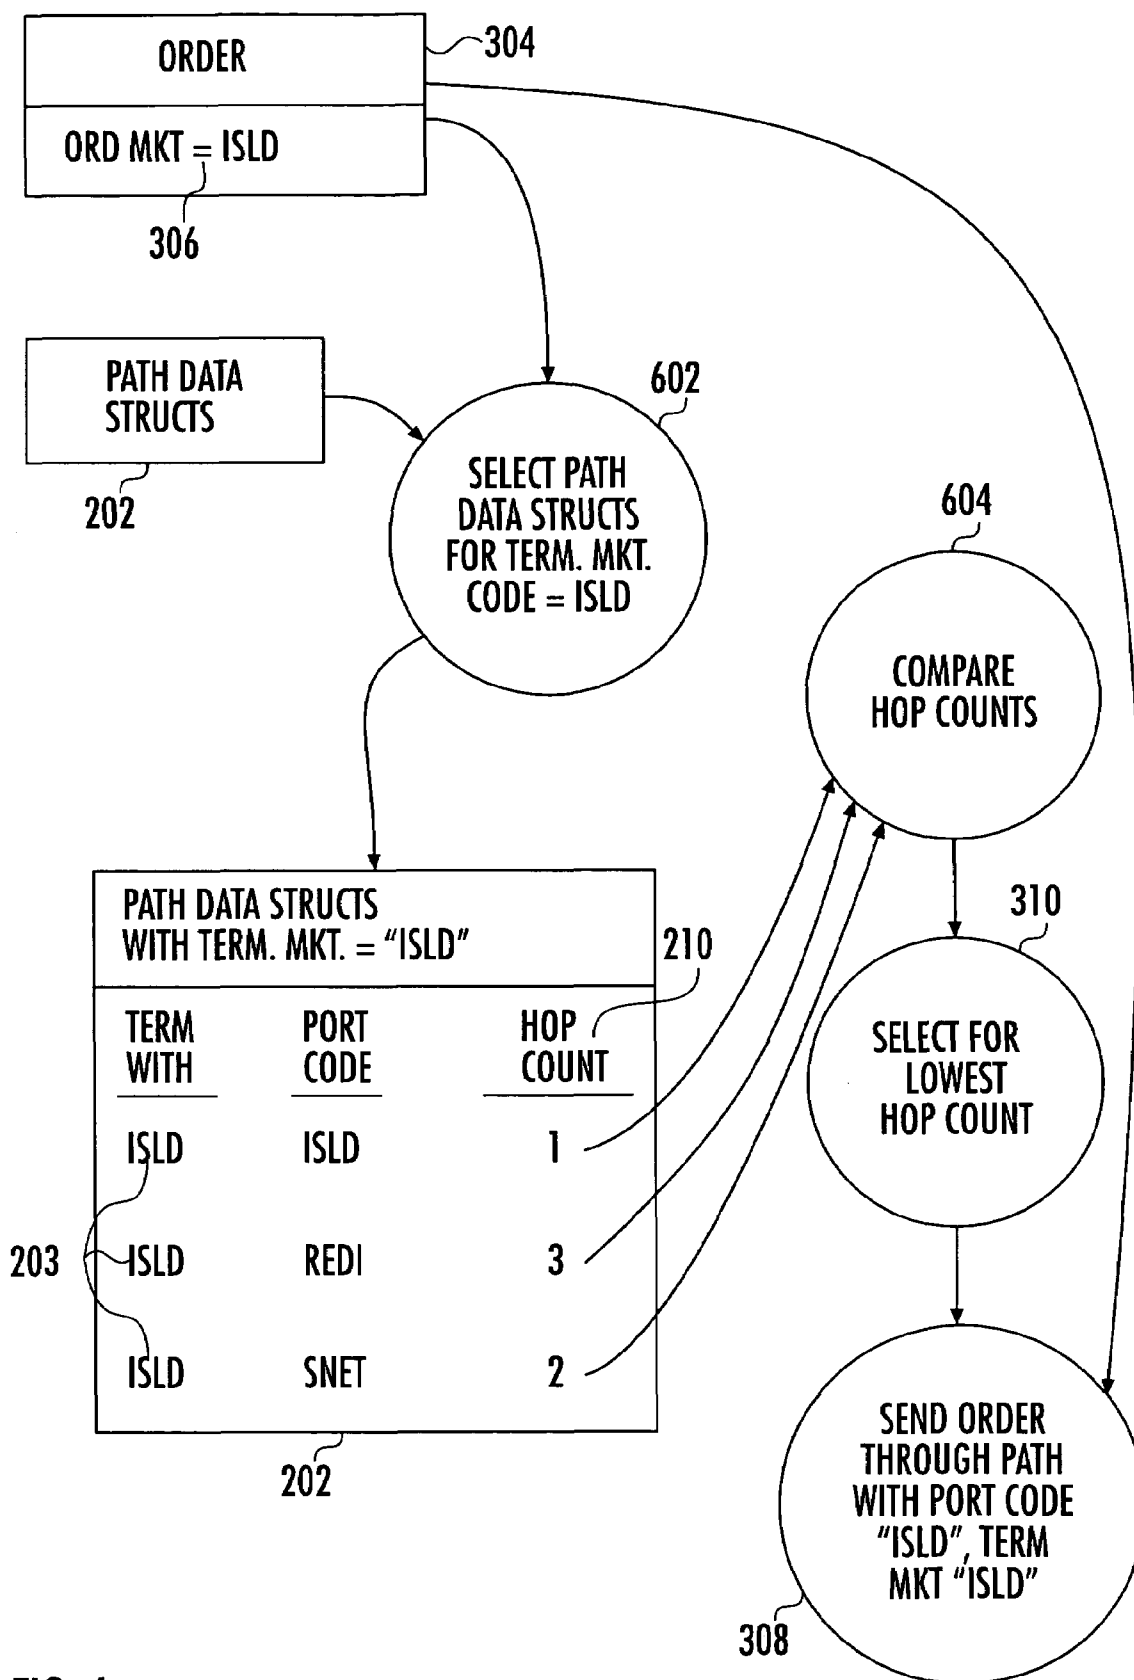 ORDER
304
ORD MKT = ISLD
306
PATH DATA
STRUCTS
202
602
SELECT PATH
DATA STRUCTS
FOR TERM. MKT.
CODE = ISLD
604
COMPARE
HOP COUNTS
PATH DATA STRUCTS
WITH TERM. MKT. = “ISLD”
210
310
TERM
WITH
PORT
CODE
HOP
COUNT
SELECT FOR
LOWEST
HOP COUNT
ISLD ISLD 1
203
ISLD REDI 3
ISLD SNET 2
202
SEND ORDER
THROUGH PATH
WITH PORT CODE
“ISLD”, TERM
MKT “ISLD”
308